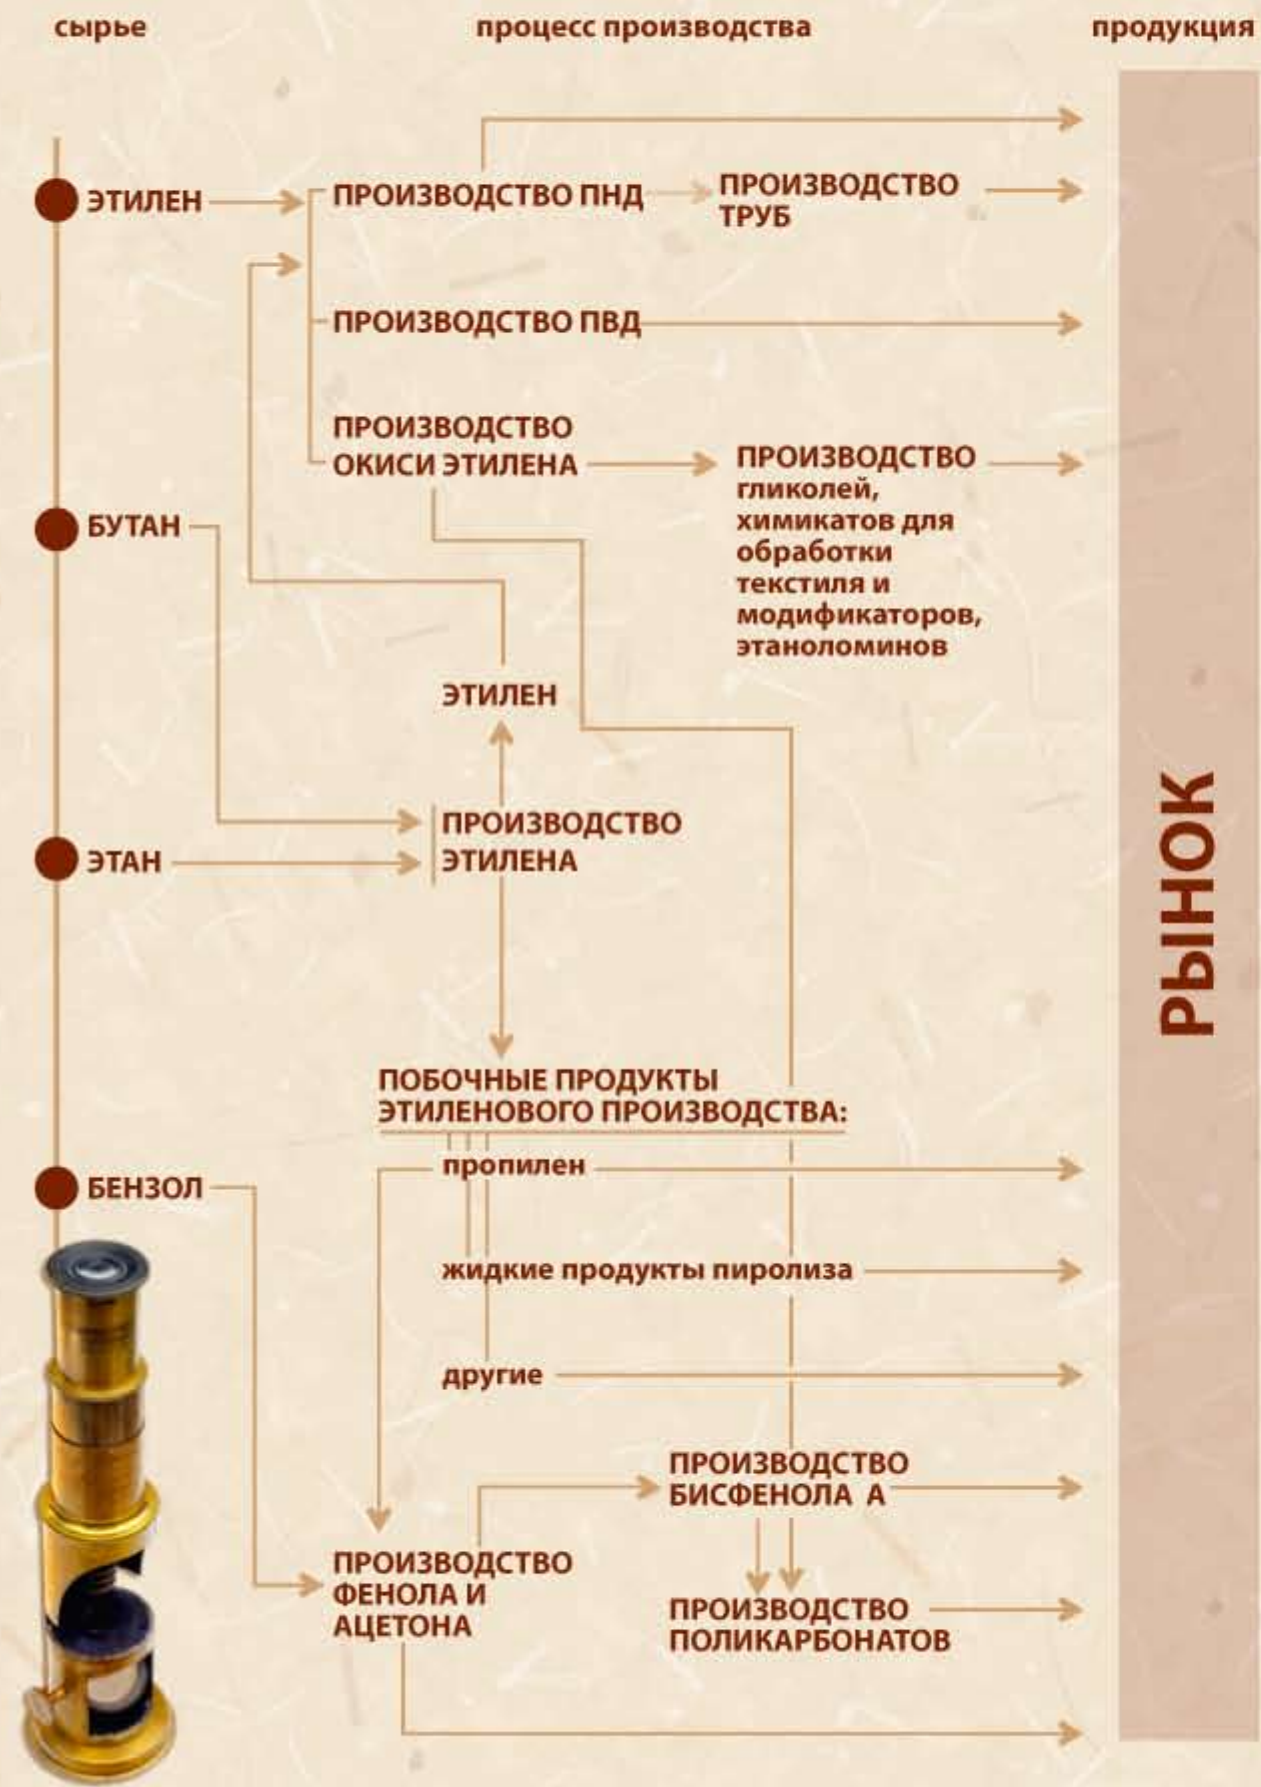 сырье
процесс производства
продукция
ЭТИЛЕН
ПРОИЗВОДСТВО ПНД
ПРОИЗВОДСТВО
ТРУБ
ПРОИЗВОДСТВО ПВД
ПРОИЗВОДСТВО
ОКИСИ ЭТИЛЕНА
ПРОИЗВОДСТВО
гликолей,
химикатов для
обработки
текстиля и
модификаторов,
этаноломинов
БУТАН
ЭТИЛЕН
ПРОИЗВОДСТВО
ЭТИЛЕНА
ЭТАН
РЫНОК
ПОБОЧНЫЕ ПРОДУКТЫ
ЭТИЛЕНОВОГО ПРОИЗВОДСТВА:
пропилен
БЕНЗОЛ
жидкие продукты пиролиза
другие
ПРОИЗВОДСТВО
БИСФЕНОЛА А
ПРОИЗВОДСТВО
ФЕНОЛА И
АЦЕТОНА
ПРОИЗВОДСТВО
ПОЛИКАРБОНАТОВ